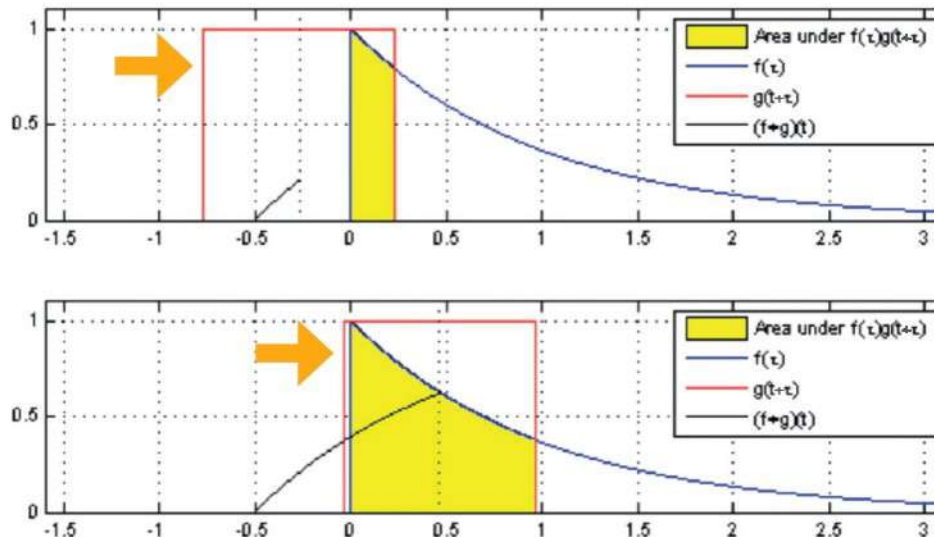 1
0.5
0
-1.5 -1 -0.5 0 0.5 1 1.5 2 2.5 3
Area under f(τ)g(t-τ)
f(τ)
g(t-τ)
(f*g)(t)
1
0.5
0
-1.5 -1 -0.5 0 0.5 1 1.5 2 2.5 3
Area under f(τ)g(t-τ)
f(τ)
g(t-τ)
(f*g)(t)